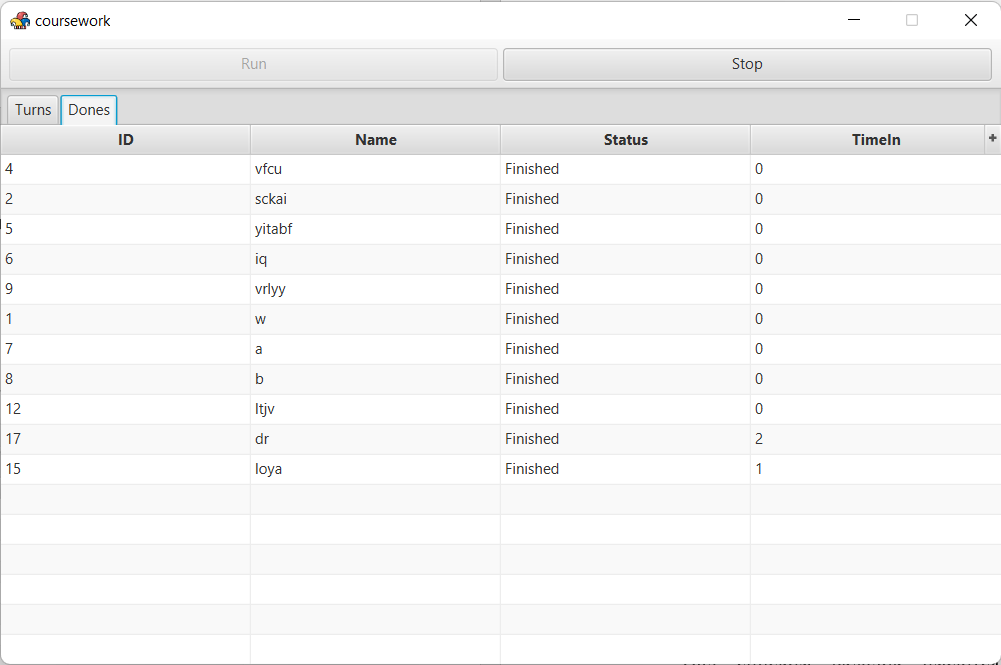 coursework
Run Stop
Turns Dones
ID Name Status TimeIn +
4 vfcu Finished 0
2 sckai Finished 0
5 yitabf Finished 0
6 iq Finished 0
9 vrlyy Finished 0
1 w Finished 0
7 a Finished 0
8 b Finished 0
12 ltjv Finished 0
17 dr Finished 2
15 loya Finished 1